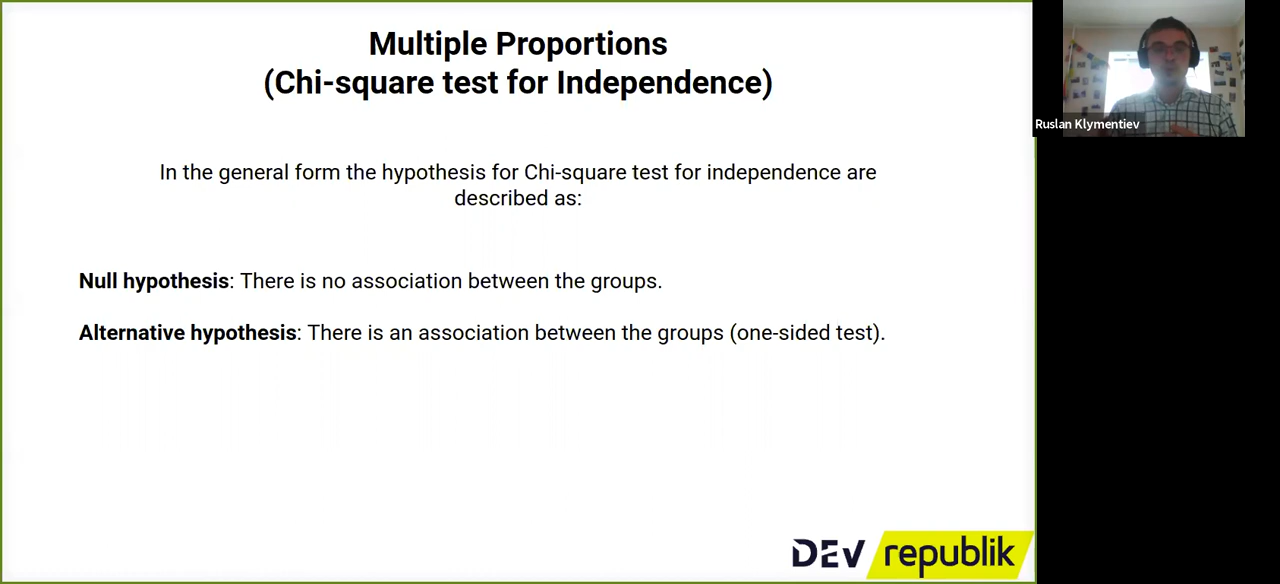 Multiple Proportions
(Chi-square test for Independence)
In the general form the hypothesis for Chi-square test for independence are
described as:
Null hypothesis: There is no association between the groups.
Alternative hypothesis: There is an association between the groups (one-sided test).
DEV republik
Ruslan Klymentiev